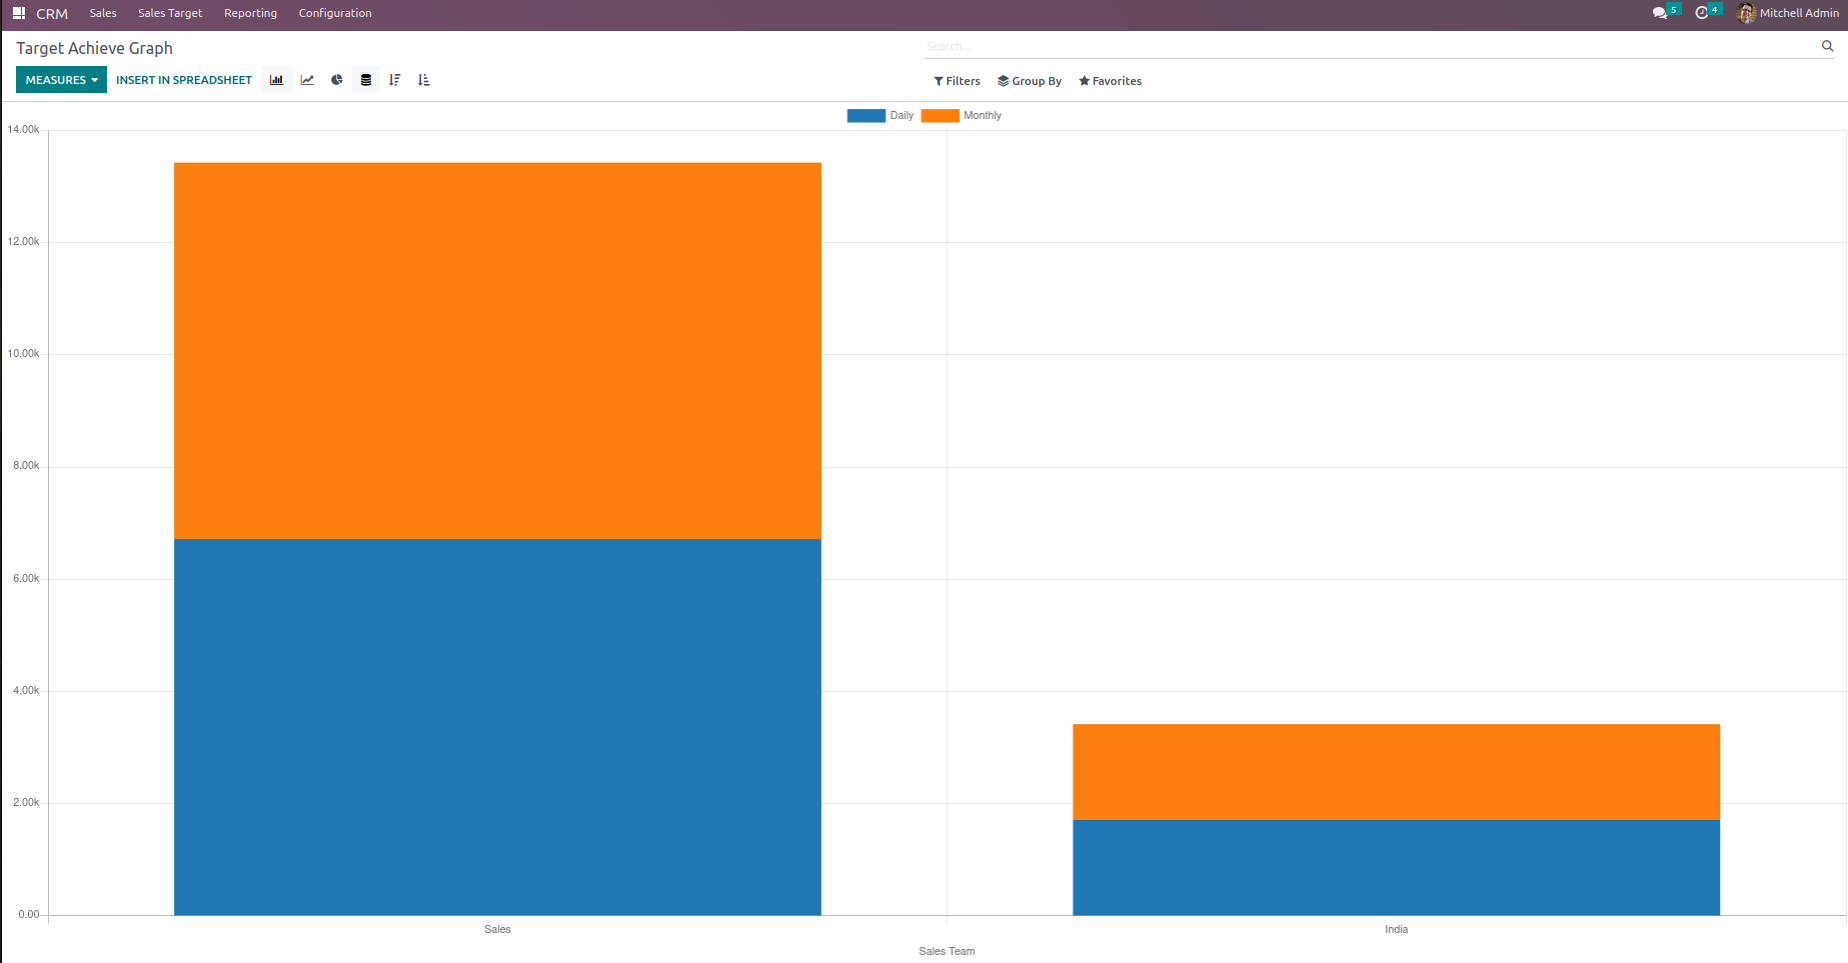 CRM Sales Sales Target Reporting Configuration 5 4 Mitchell Admin
Target Achieve Graph
Search...
MEASURES INSERT IN SPREADSHEET Filters Group By Favorites
Daily Monthly
14.00k
12.00k
10.00k
8.00k
6.00k
4.00k
2.00k
0.00
Sales India
Sales Team